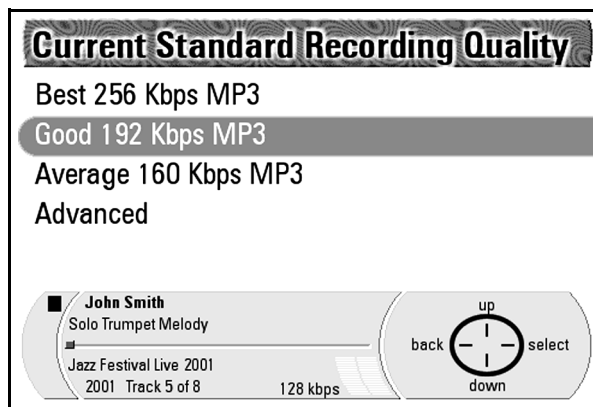 Current Standard Recording Quality
Best 256 Kbps MP3
Good 192 Kbps MP3
Average 160 Kbps MP3
Advanced
John Smith
Solo Trumpet Melody
Jazz Festival Live 2001
2001 Track 5 of 8 128 kbps
up
back select
down